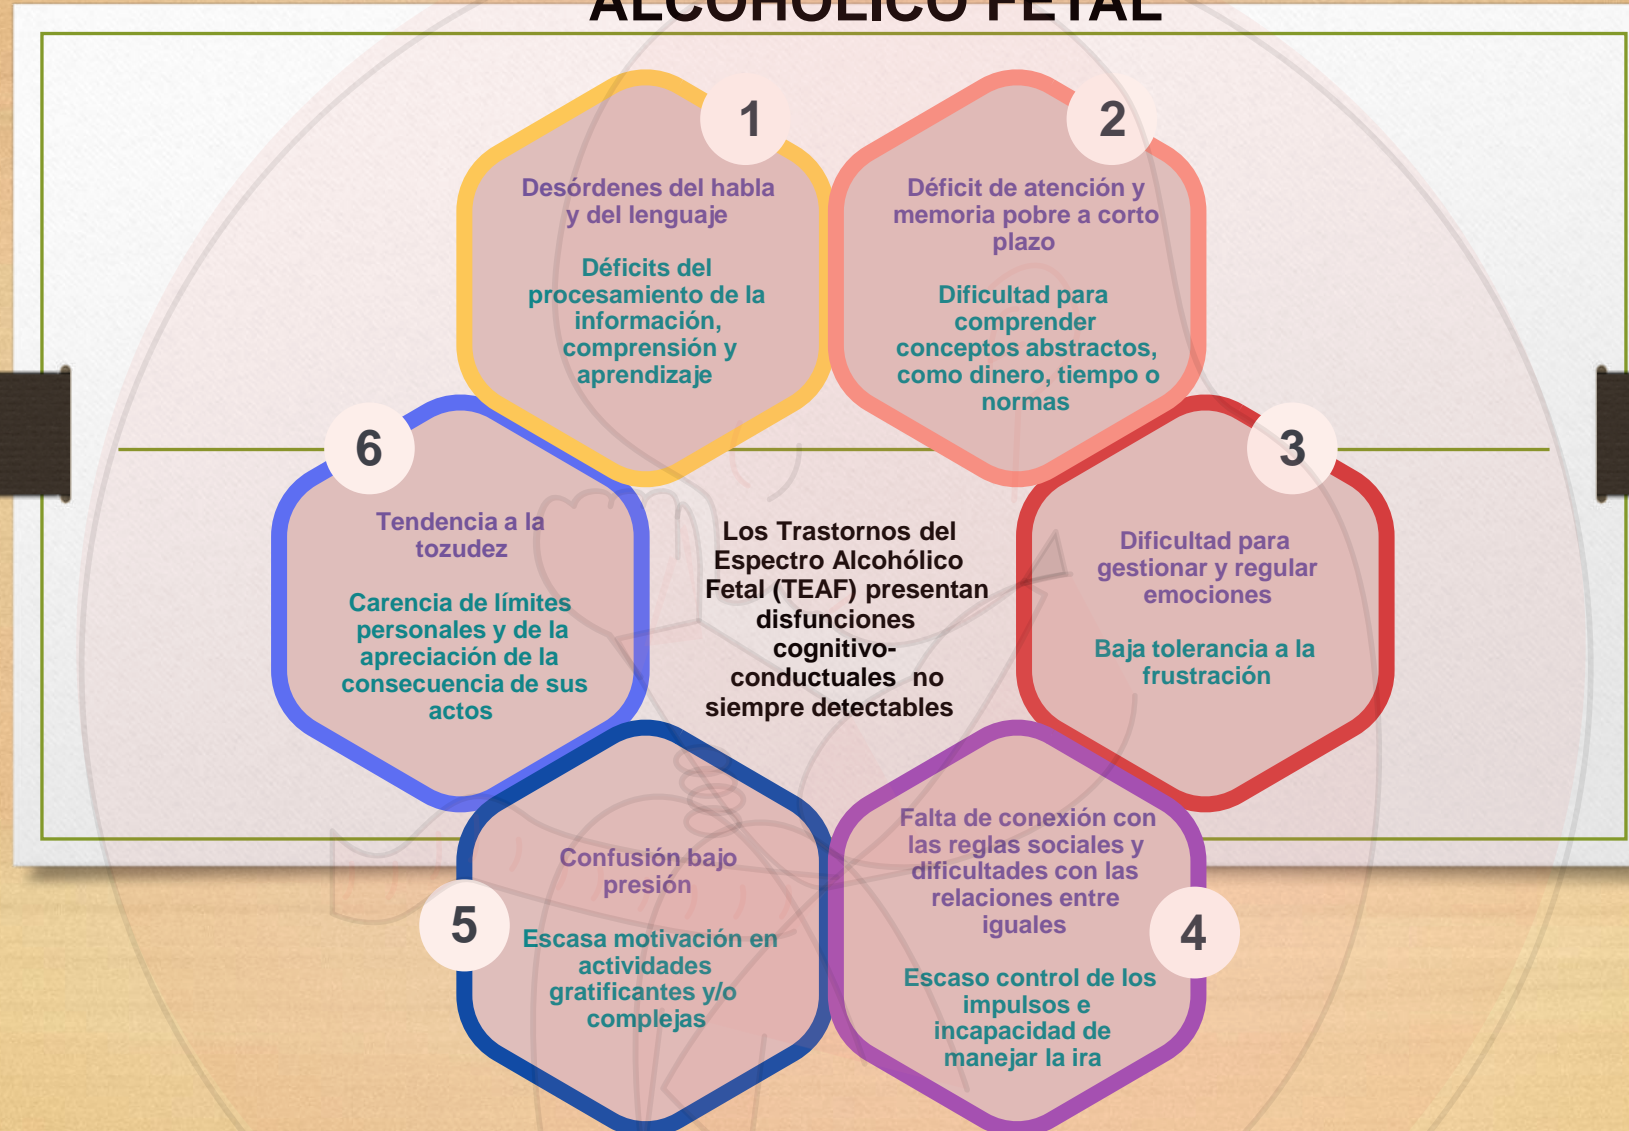 ALCOHÓLICO FETAL
1
Desórdenes del habla
y del lenguaje
Déficits del
procesamiento de la
información,
comprensión y
aprendizaje
2
Déficit de atención y
memoria pobre a corto
plazo
Dificultad para
comprender
conceptos abstractos,
como dinero, tiempo o
normas
3
Dificultad para
gestionar y regular
emociones
Baja tolerancia a la
frustración
4
Falta de conexión con
las reglas sociales y
dificultades con las
relaciones entre
iguales
Escaso control de los
impulsos e
incapacidad de
manejar la ira
5
Confusión bajo
presión
Escasa motivación en
actividades
gratificantes y/o
complejas
6
Tendencia a la
tozudez
Carencia de límites
personales y de la
apreciación de la
consecuencia de sus
actos
Los Trastornos del
Espectro Alcohólico
Fetal (TEAF) presentan
disfunciones
cognitivo-
conductuales no
siempre detectables